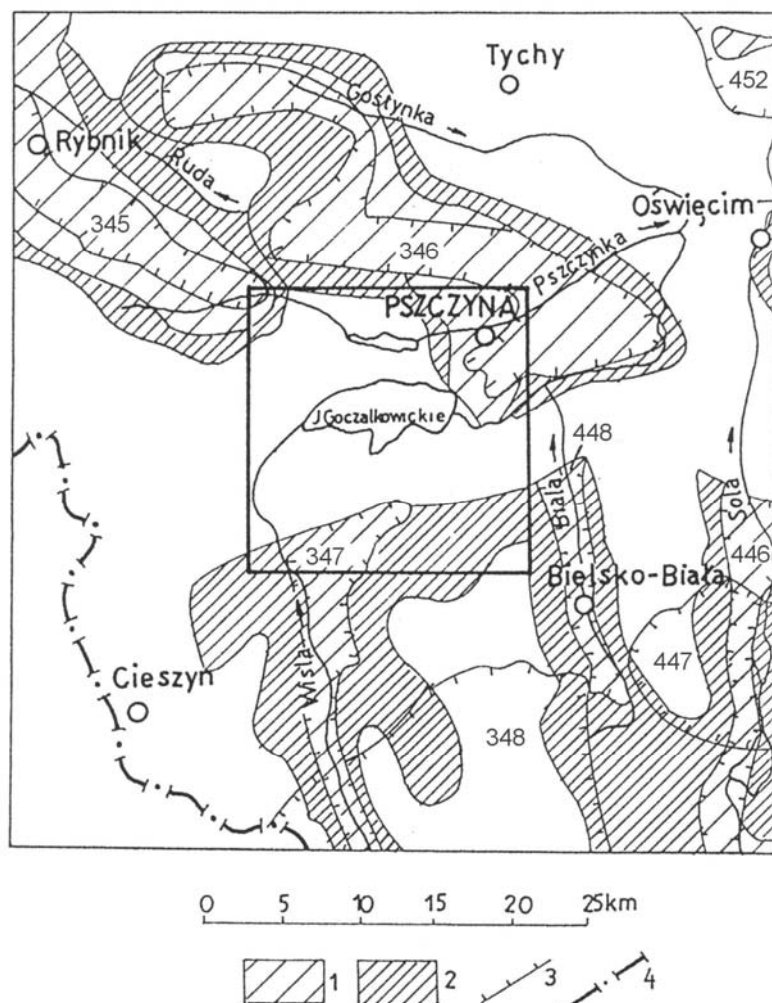 Tychy
452
Gostynka
Rybnik
Ruda
Oświęcim
345
346
Pszczynka
PSZCZYNA
J.Goczałkowickie
448
Biała
Soła
446
347
Bielsko-Biała
447
Wisła
Cieszyn
348
0 5 10 15 20 25km
1 2 3 4